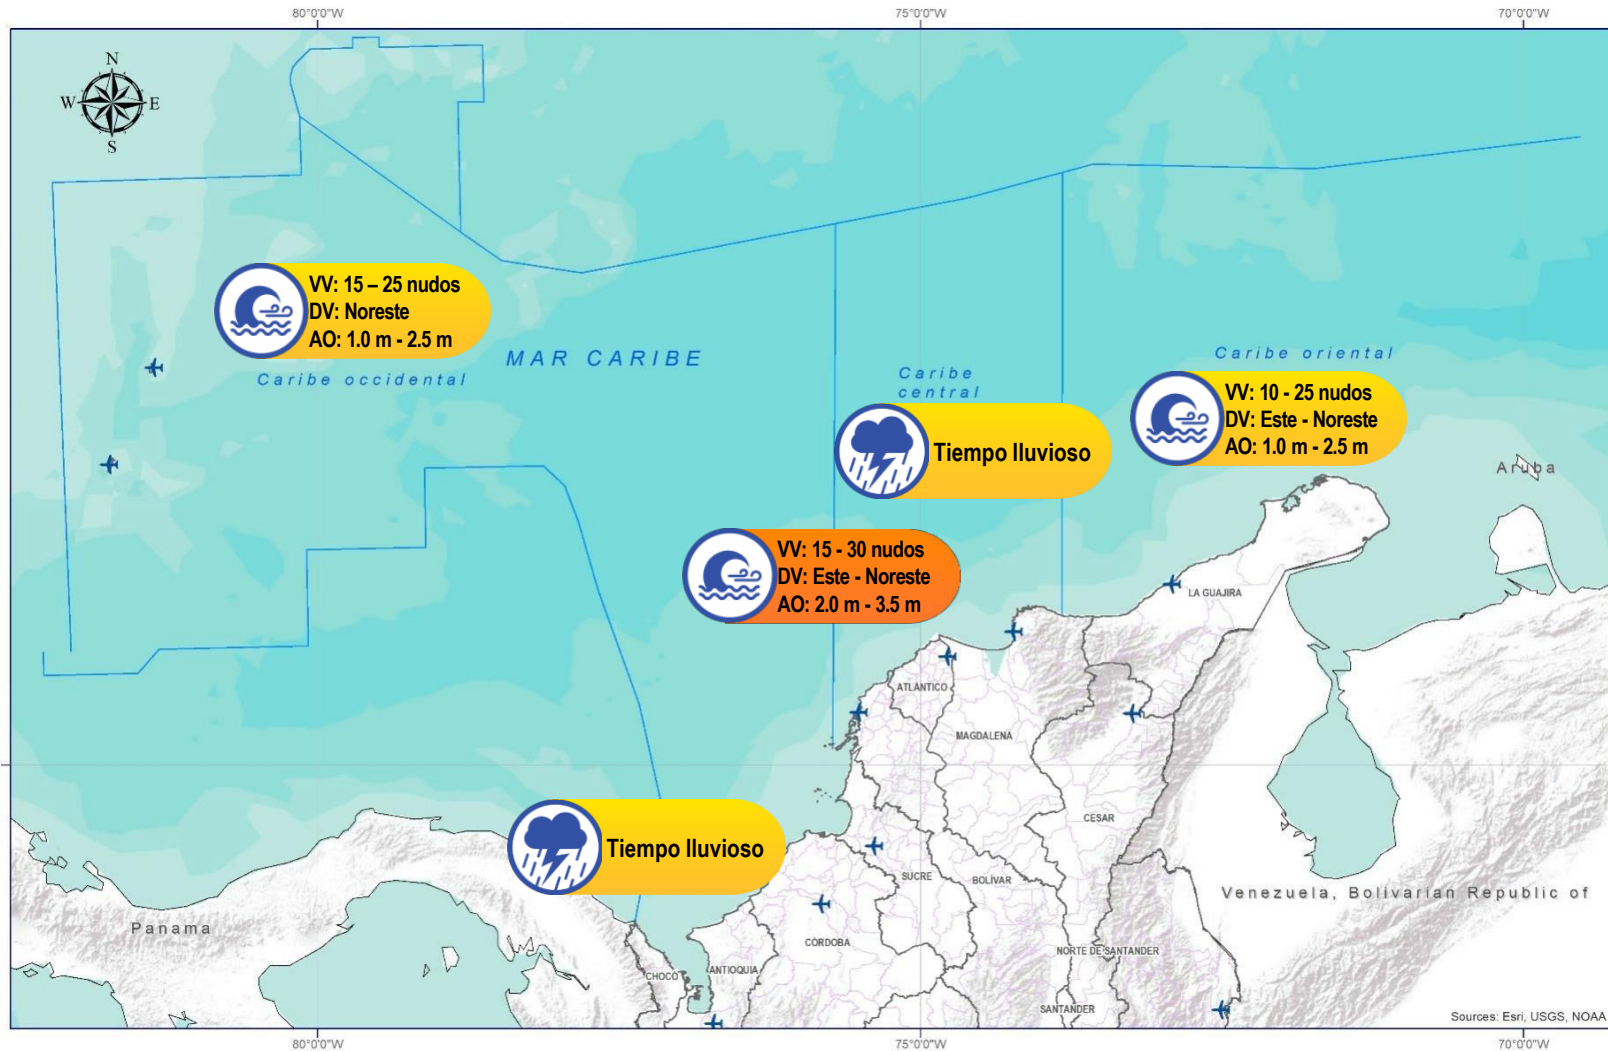 80°0'0"W 75°0'0"W 70°0'0"W
N
W E
S
VV: 15 – 25 nudos
DV: Noreste
AO: 1.0 m - 2.5 m
MAR CARIBE
Caribe occidental
Caribe
central
Caribe oriental
VV: 10 - 25 nudos
DV: Este - Noreste
AO: 1.0 m - 2.5 m
Tiempo lluvioso
Aruba
VV: 15 - 30 nudos
DV: Este - Noreste
AO: 2.0 m - 3.5 m
LA GUAJIRA
ATLÁNTICO
MAGDALENA
CESAR
Tiempo lluvioso
SUCRE
BOLÍVAR
Venezuela, Bolivarian Republic of
Panama
CÓRDOBA
NORTE DE SANTANDER
CHOCÓ
ANTIOQUIA
SANTANDER
Sources: Esri, USGS, NOAA
80°0'0"W 75°0'0"W 70°0'0"W